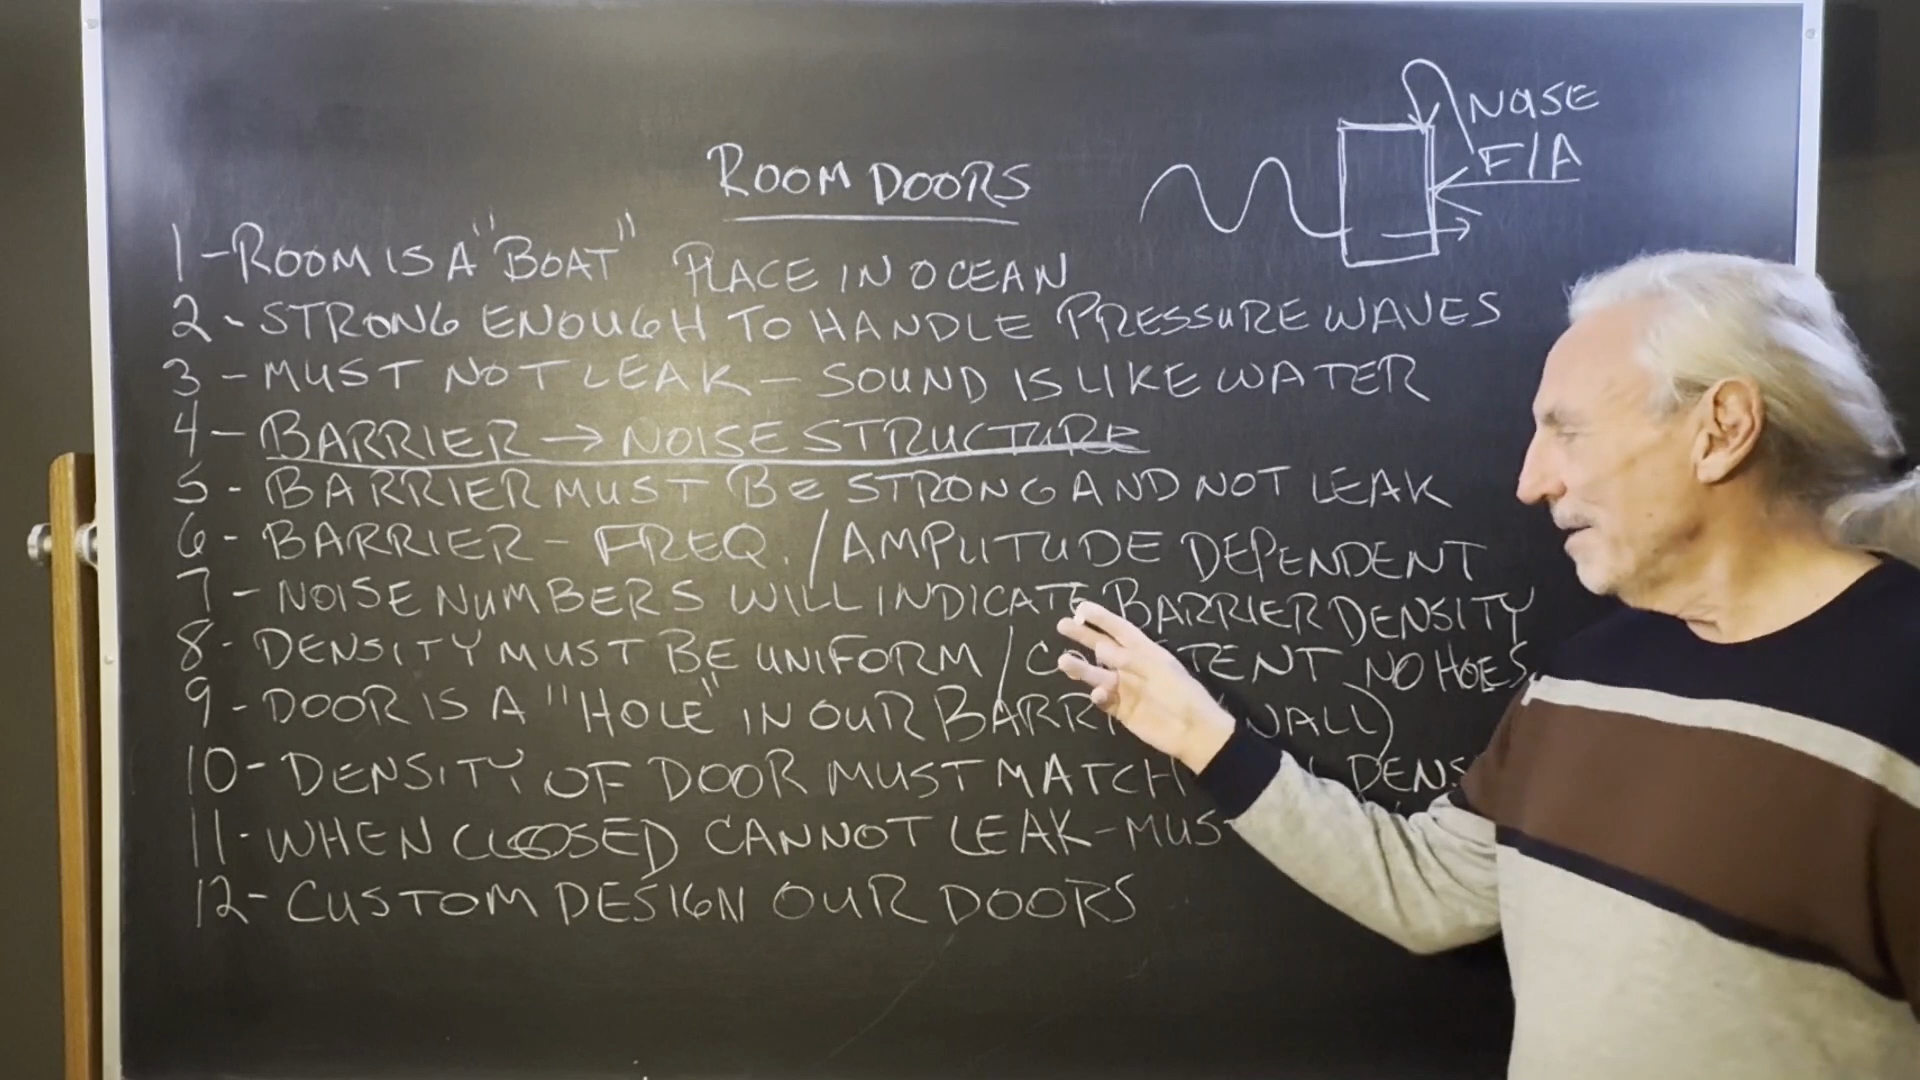 NOISE
F/A
ROOM DOORS
1-ROOM IS A "BOAT" PLACE IN OCEAN
2-STRONG ENOUGH TO HANDLE PRESSURE WAVES
3-MUST NOT LEAK-SOUND IS LIKE WATER
4-BARRIER→NOISE STRUCTURE
5-BARRIER MUST BE STRONG AND NOT LEAK
6-BARRIER-FREQ./AMPLITUDE DEPENDENT
7-NOISE NUMBERS WILL INDICATE BARRIER DENSITY
8-DENSITY MUST BE UNIFORM/ NO HOES
9-DOOR IS A "HOLE" IN OUR
10-DENSITY OF DOOR MUST MATCH
11-WHEN CLOSED CANNOT LEAK-
12-CUSTOM DESIGN OUR DOORS